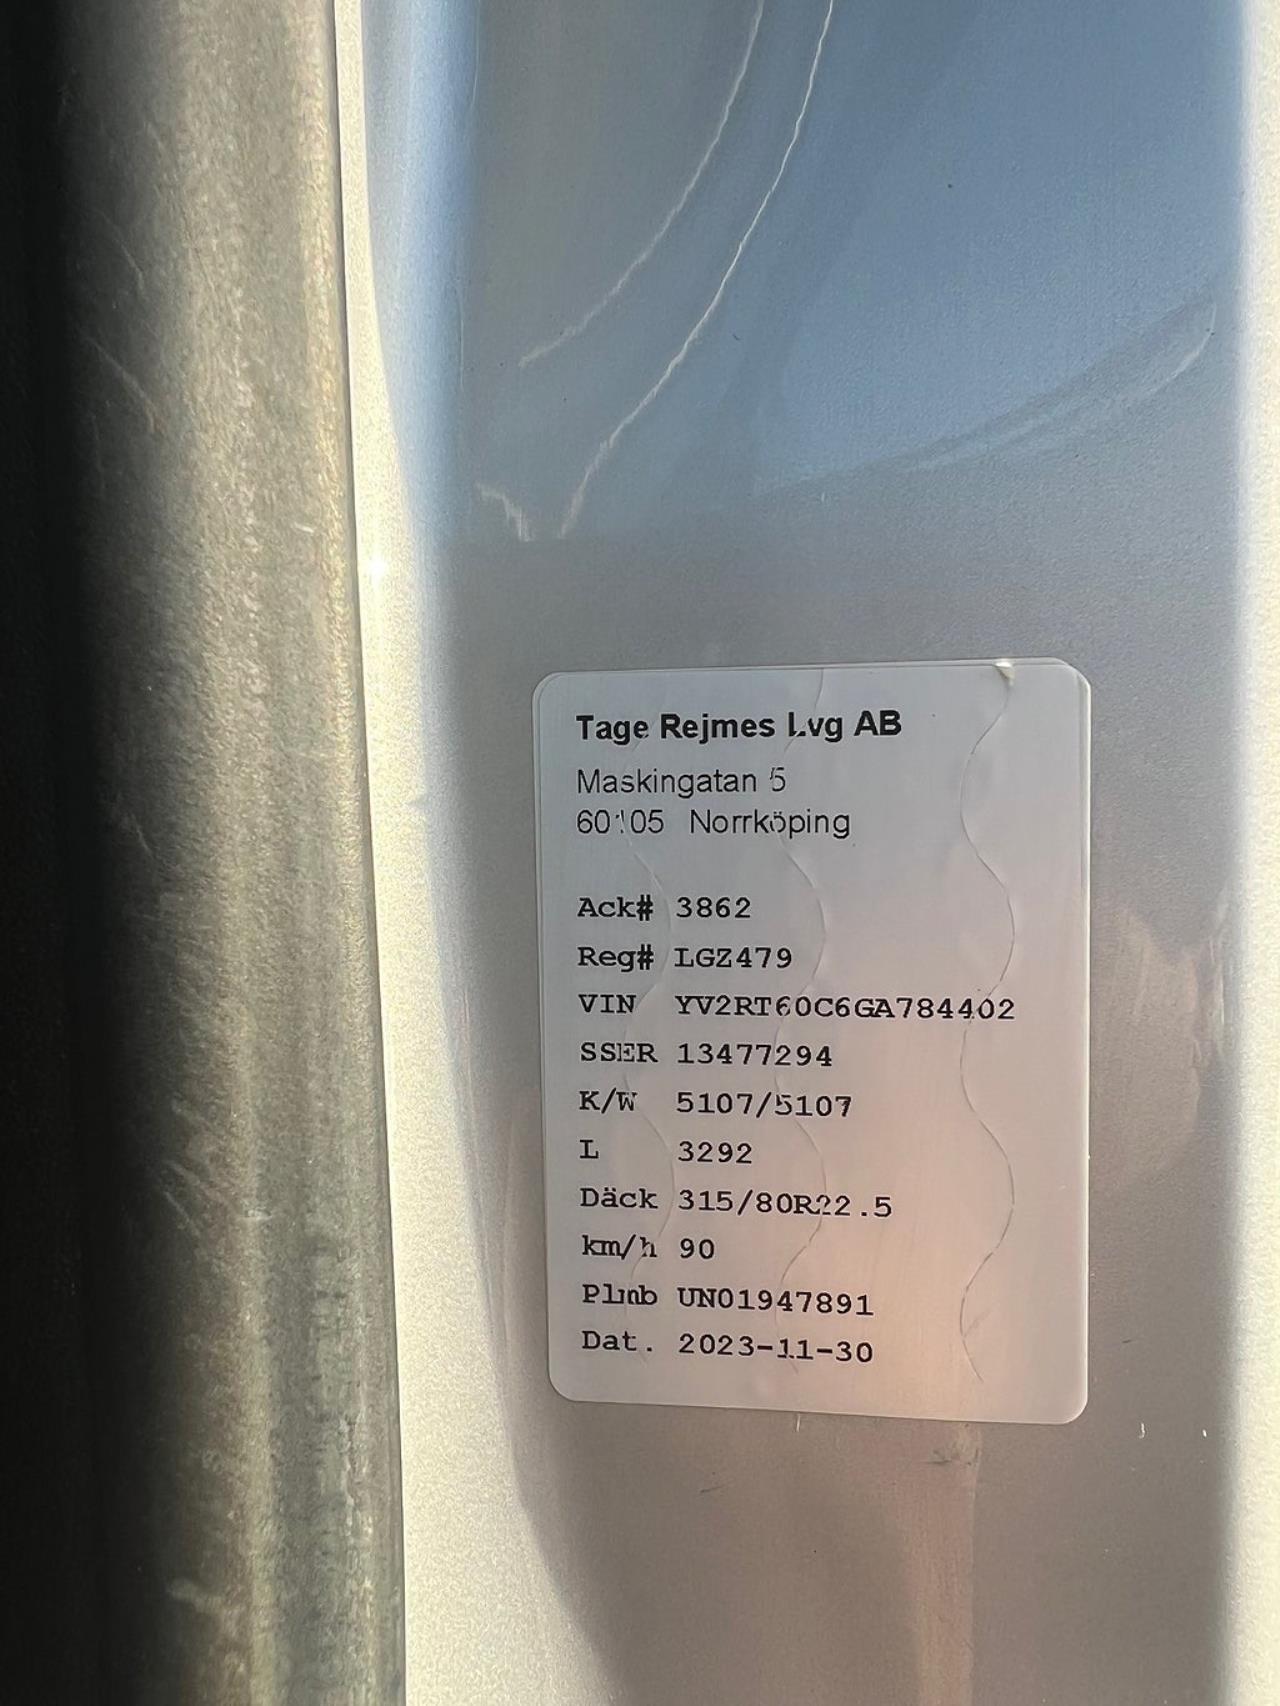 Tage Rejmes Lvg AB
Maskingatan 5
60105 Norrköping
Ack# 3862
Reg# LGZ479
VIN YV2RT60C6GA784402
SSER 13477294
K/W 5107/5107
L 3292
Däck 315/80R22.5
km/h 90
Plmb UN01947891
Dat. 2023-11-30